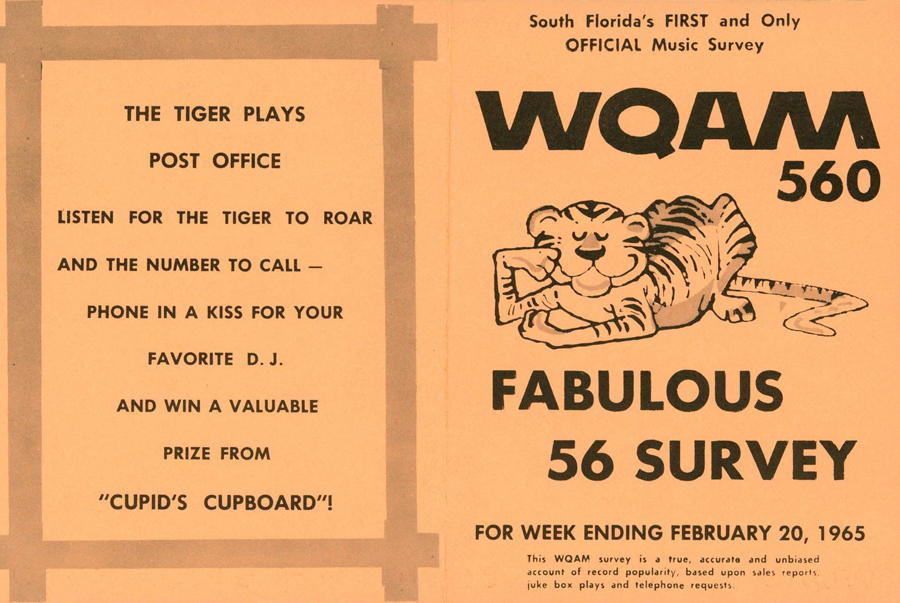 THE TIGER PLAYS
POST OFFICE
LISTEN FOR THE TIGER TO ROAR
AND THE NUMBER TO CALL —
PHONE IN A KISS FOR YOUR
FAVORITE D. J.
AND WIN A VALUABLE
PRIZE FROM
"CUPID'S CUPBOARD"!
South Florida's FIRST and Only
OFFICIAL Music Survey
WQAM
560
FABULOUS
56 SURVEY
FOR WEEK ENDING FEBRUARY 20, 1965
This WQAM survey is a true, accurate and unbiased
account of record popularity, based upon sales reports,
juke box plays and telephone requests.